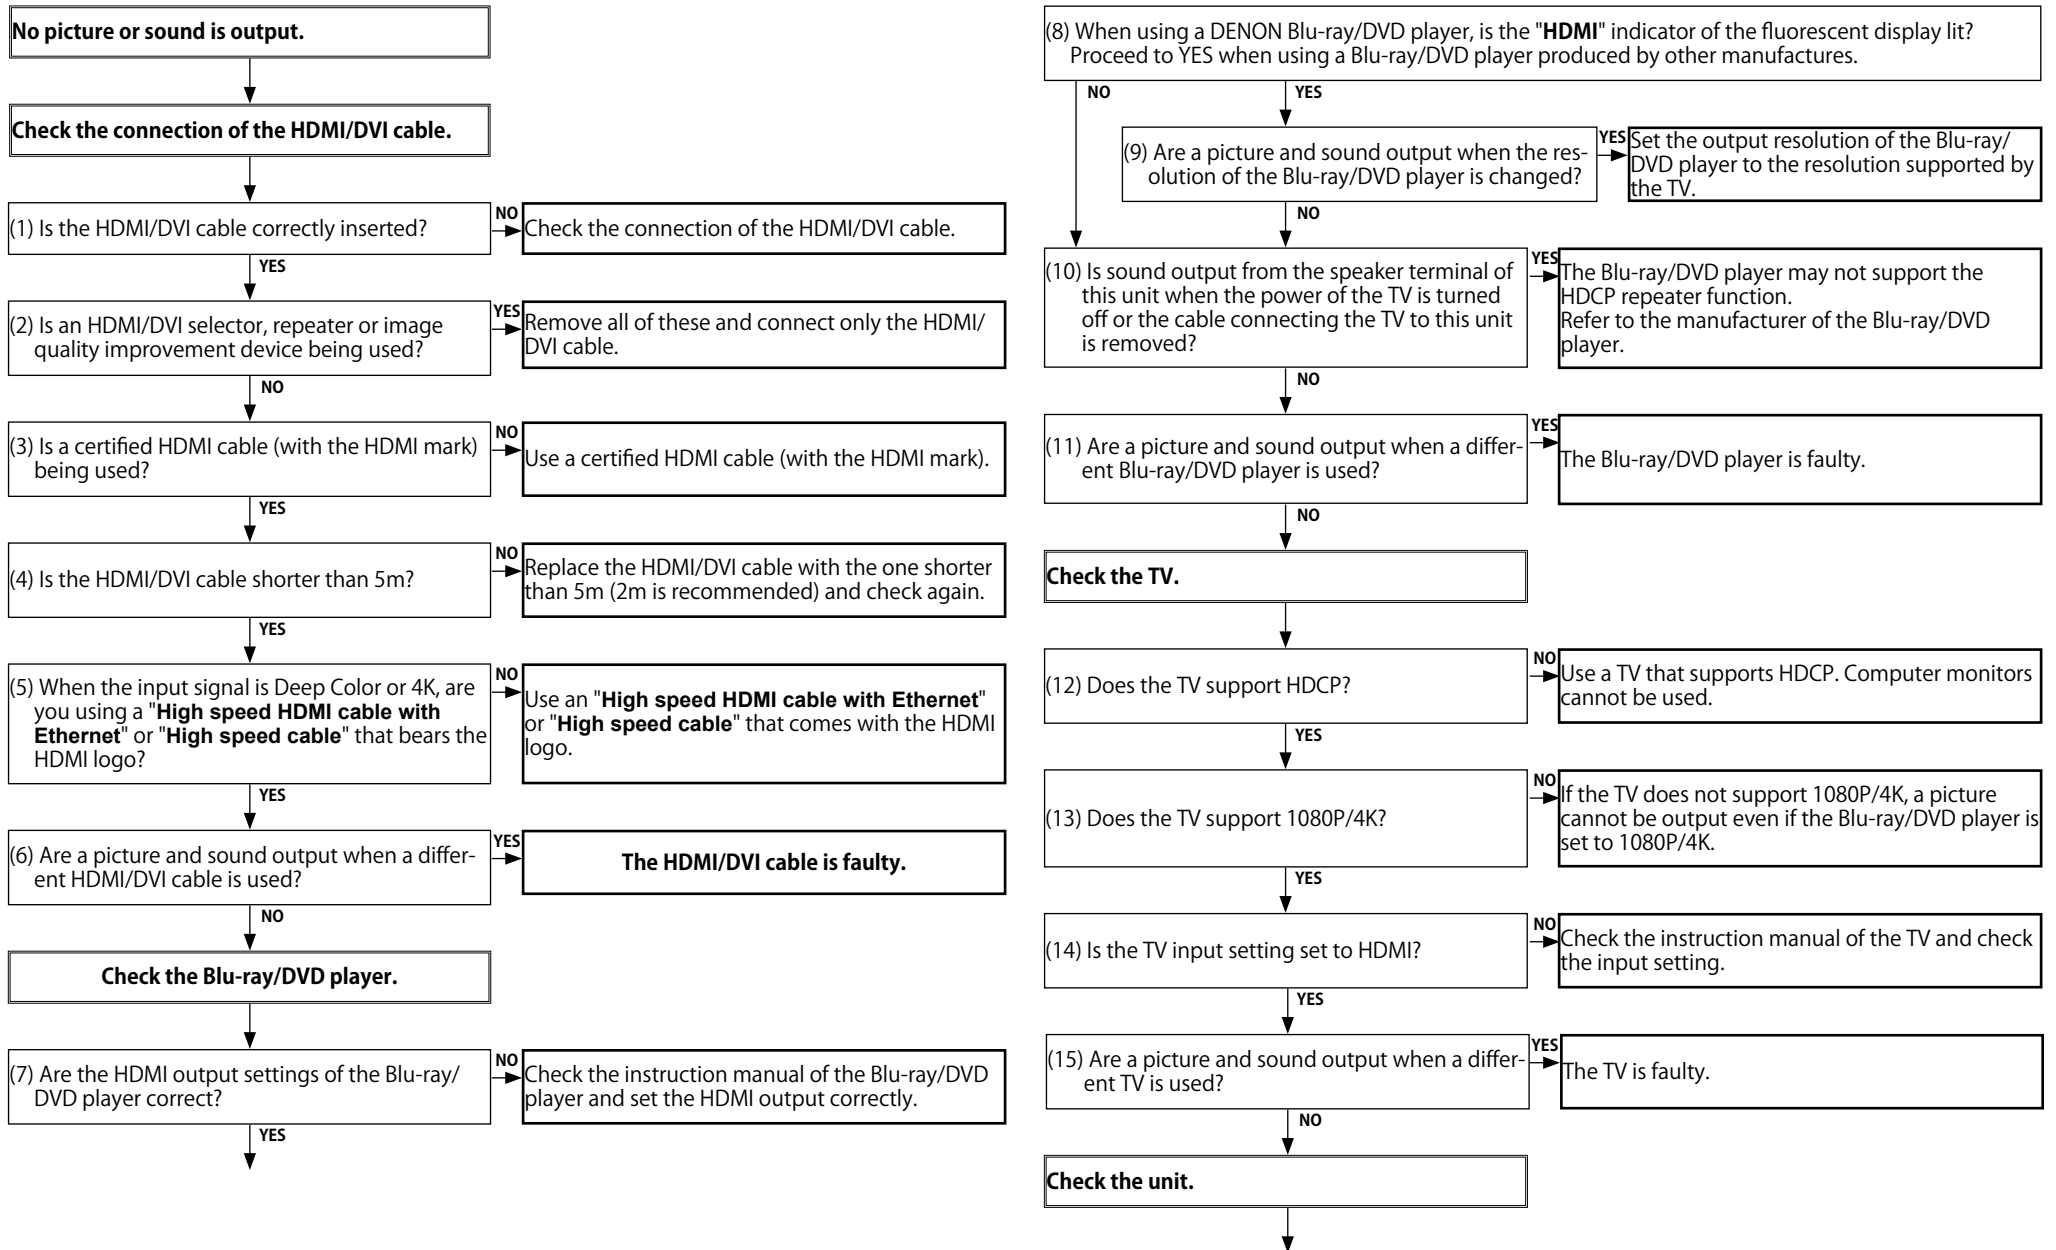 No picture or sound is output.
Check the connection of the HDMI/DVI cable.
(1) Is the HDMI/DVI cable correctly inserted?
NO
Check the connection of the HDMI/DVI cable.
YES
(2) Is an HDMI/DVI selector, repeater or image
quality improvement device being used?
YES
Remove all of these and connect only the HDMI/
DVI cable.
NO
(3) Is a certified HDMI cable (with the HDMI mark)
being used?
NO
Use a certified HDMI cable (with the HDMI mark).
YES
(4) Is the HDMI/DVI cable shorter than 5m?
NO
Replace the HDMI/DVI cable with the one shorter
than 5m (2m is recommended) and check again.
YES
(5) When the input signal is Deep Color or 4K, are
you using a "High speed HDMI cable with
Ethernet" or "High speed cable" that bears the
HDMI logo?
NO
Use an "High speed HDMI cable with Ethernet"
or "High speed cable" that comes with the HDMI
logo.
YES
(6) Are a picture and sound output when a differ-
ent HDMI/DVI cable is used?
YES
The HDMI/DVI cable is faulty.
NO
Check the Blu-ray/DVD player.
(7) Are the HDMI output settings of the Blu-ray/
DVD player correct?
NO
Check the instruction manual of the Blu-ray/DVD
player and set the HDMI output correctly.
YES
(8) When using a DENON Blu-ray/DVD player, is the "HDMI" indicator of the fluorescent display lit?
Proceed to YES when using a Blu-ray/DVD player produced by other manufactures.
NO
YES
(9) Are a picture and sound output when the res-
olution of the Blu-ray/DVD player is changed?
YES
Set the output resolution of the Blu-ray/
DVD player to the resolution supported by
the TV.
NO
(10) Is sound output from the speaker terminal of
this unit when the power of the TV is turned
off or the cable connecting the TV to this unit
is removed?
YES
The Blu-ray/DVD player may not support the
HDCP repeater function.
Refer to the manufacturer of the Blu-ray/DVD
player.
NO
(11) Are a picture and sound output when a differ-
ent Blu-ray/DVD player is used?
YES
The Blu-ray/DVD player is faulty.
NO
Check the TV.
(12) Does the TV support HDCP?
NO
Use a TV that supports HDCP. Computer monitors
cannot be used.
YES
(13) Does the TV support 1080P/4K?
NO
If the TV does not support 1080P/4K, a picture
cannot be output even if the Blu-ray/DVD player is
set to 1080P/4K.
YES
(14) Is the TV input setting set to HDMI?
NO
Check the instruction manual of the TV and check
the input setting.
YES
(15) Are a picture and sound output when a differ-
ent TV is used?
YES
The TV is faulty.
NO
Check the unit.